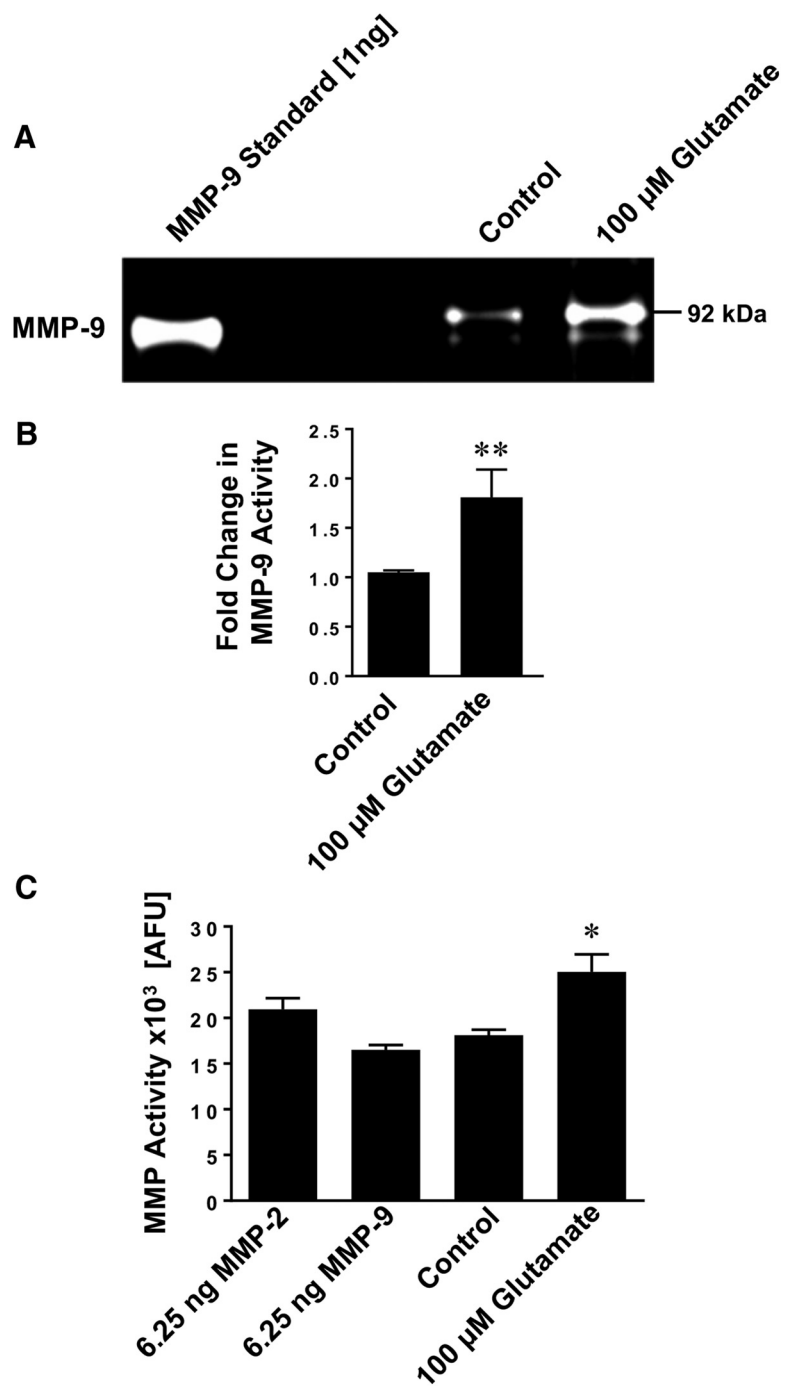 A
MMP-9 Standard [1ng]
Control
100 µM Glutamate
MMP-9
92 kDa
B
Fold Change in
MMP-9 Activity
2.5
2.0
1.5
1.0
0.5
0.0
**
Control
100 µM Glutamate
C
MMP Activity x10³ [AFU]
30
25
20
15
10
5
0
*
6.25 ng MMP-2
6.25 ng MMP-9
Control
100 µM Glutamate